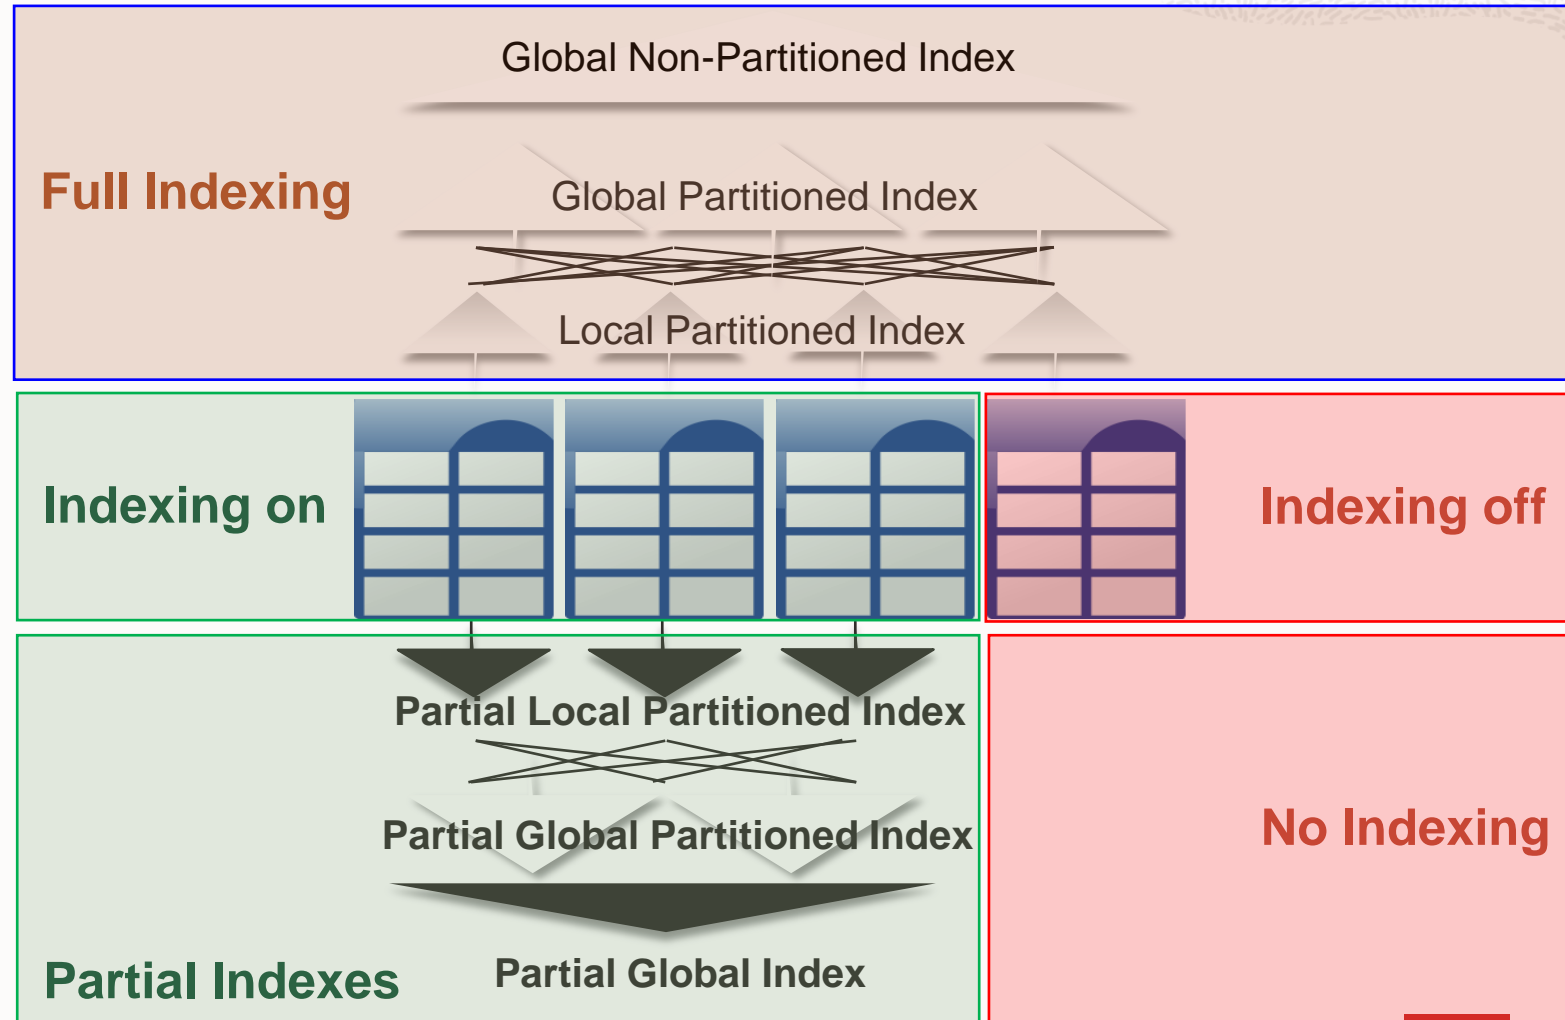 Global Non-Partitioned Index
Full Indexing
Global Partitioned Index
Local Partitioned Index
Indexing on
Indexing off
Partial Local Partitioned Index
Partial Global Partitioned Index
No Indexing
Partial Indexes
Partial Global Index